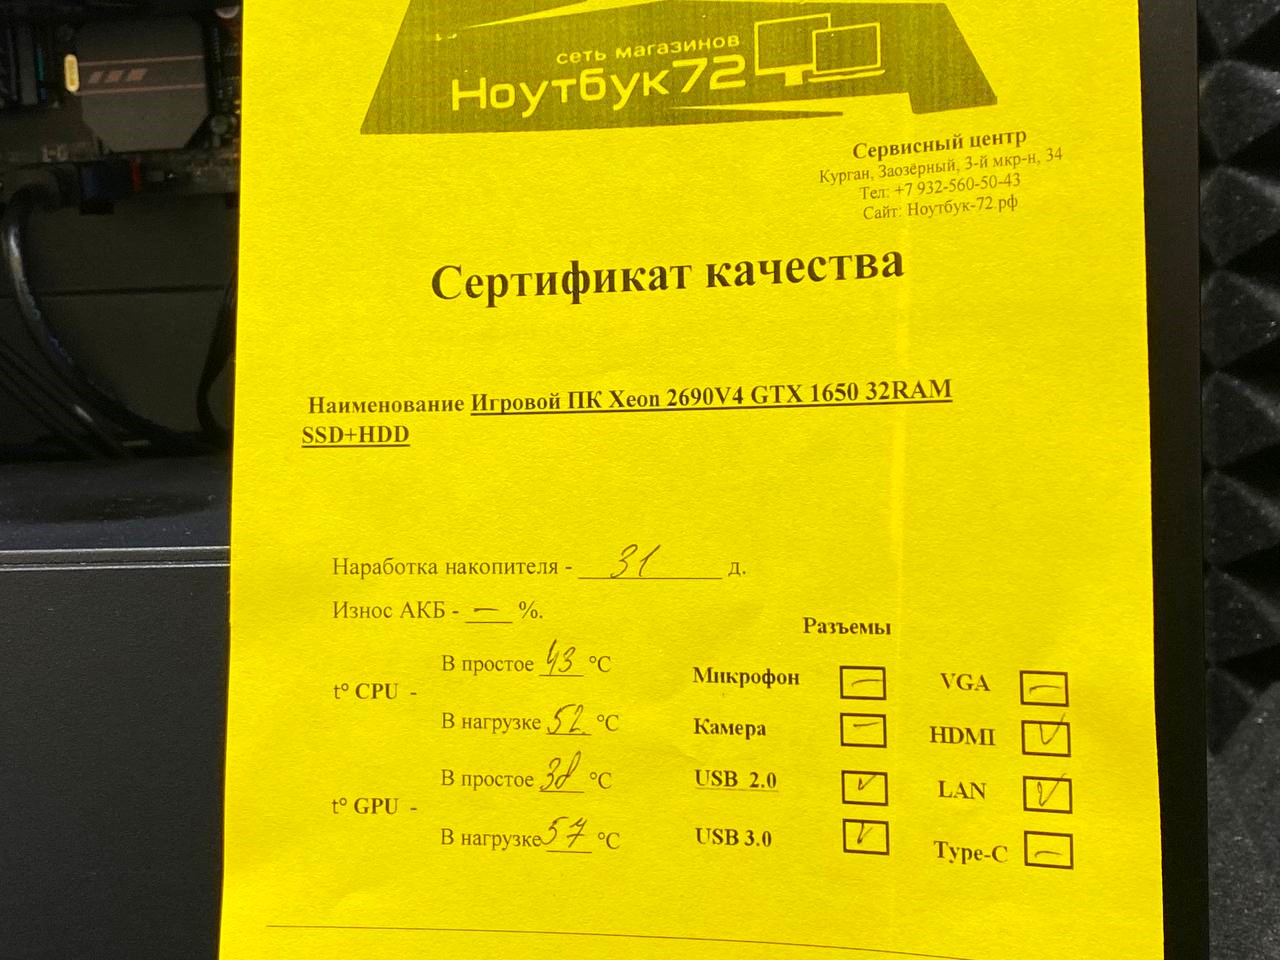 сеть магазинов
Ноутбук72
Сервисный центр
Курган, Заозёрный, 3-й мкр-н, 34
Тел: +7 932-560-50-43
Сайт: Ноутбук-72.рф
Сертификат качества
Наименование Игровой ПК Xeon 2690V4 GTX 1650 32RAM
SSD+HDD
Наработка накопителя - 31 д.
Износ АКБ - — %.
t° CPU -
В простое 43 °C
В нагрузке 52 °C
t° GPU -
В простое 38 °C
В нагрузке 57 °C
Разъемы
Микрофон —
Камера —
USB 2.0 ✓
USB 3.0 ✓
VGA —
HDMI ✓
LAN ✓
Type-C —